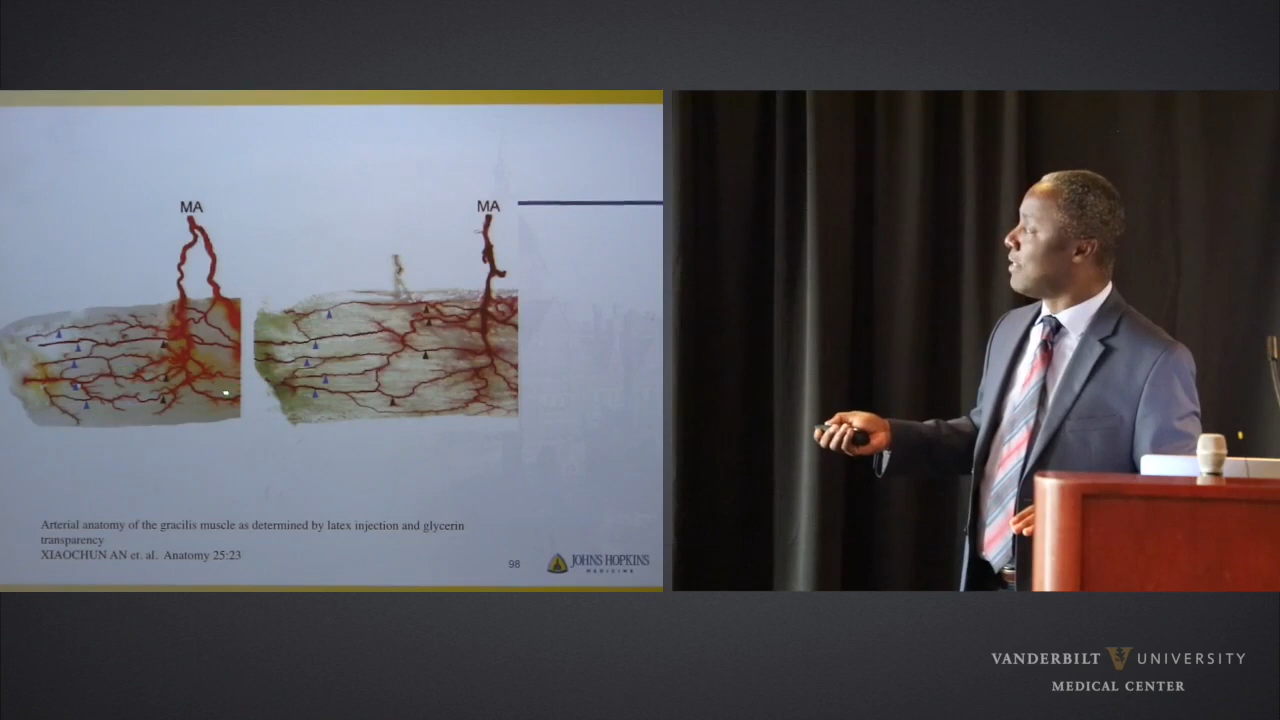 MA
MA
Arterial anatomy of the gracilis muscle as determined by latex injection and glycerin
transparency
XIAOCHUN AN et. al. Anatomy 25:23
98
JOHNS HOPKINS
MEDICINE
VANDERBILT UNIVERSITY
MEDICAL CENTER